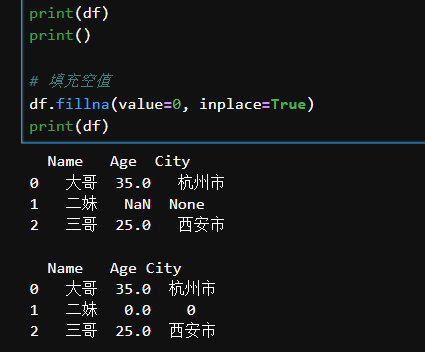 print(df)
print()
# 填充空值
df.fillna(value=0, inplace=True)
print(df)
Name Age City
0 大哥 35.0 杭州市
1 二妹 NaN None
2 三哥 25.0 西安市
Name Age City
0 大哥 35.0 杭州市
1 二妹 0.0 0
2 三哥 25.0 西安市